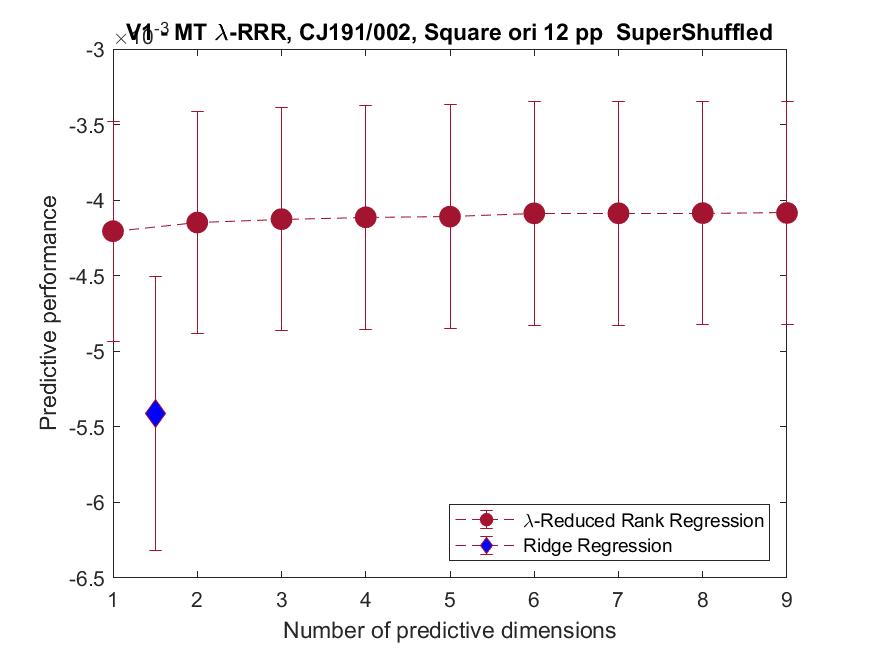 V1 - MT λ-RRR, CJ191/002, Square ori 12 pp  SuperShuffled
×10^-3
-3
-3.5
-4
-4.5
-5
-5.5
-6
-6.5
Predictive performance
λ-Reduced Rank Regression
Ridge Regression
1 2 3 4 5 6 7 8 9
Number of predictive dimensions